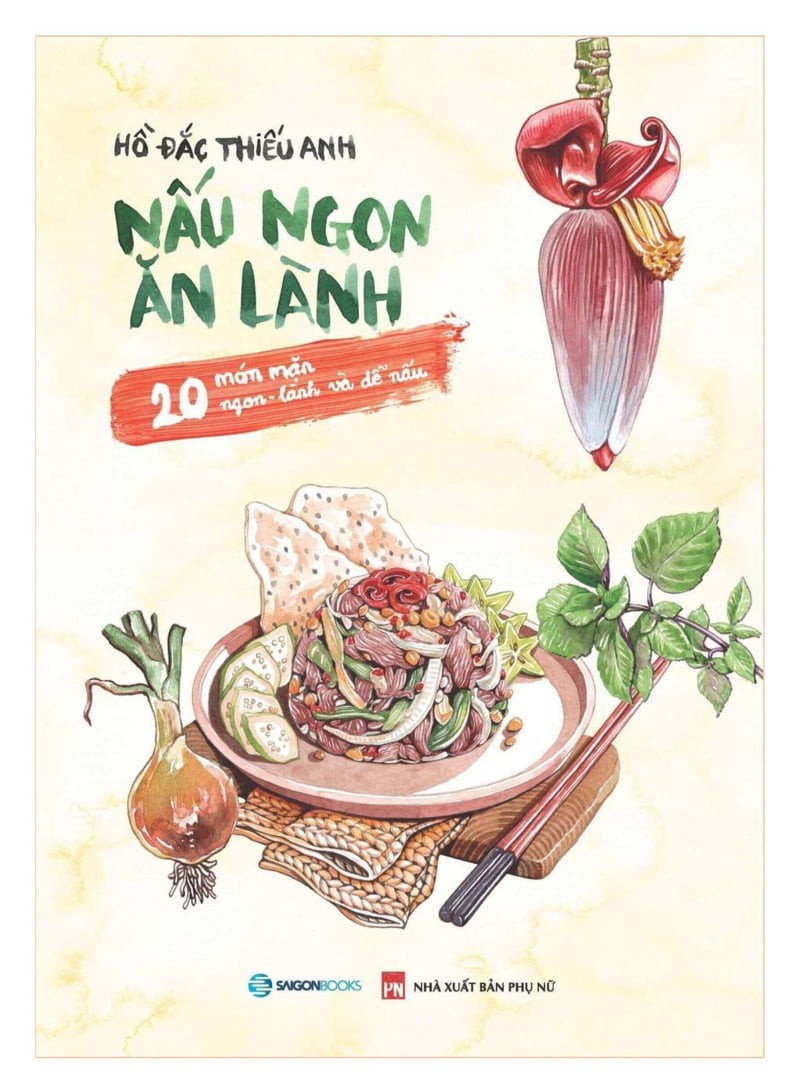 HỒ ĐẮC THIẾU ANH
NẤU NGON
ĂN LÀNH
20 món mặn
ngon - lành và dễ nấu
SAIGONBOOKS
PN NHÀ XUẤT BẢN PHỤ NỮ